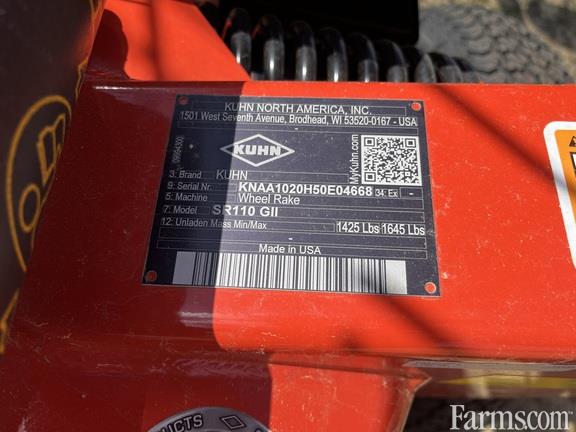 KUHN NORTH AMERICA, INC.
1501 West Seventh Avenue, Brodhead, WI 53520-0167 - USA
09994300
KUHN
MyKuhn.com
3: Brand KUHN
9: Serial Nr. KNAA1020H50E04668 34: Ex -
5: Machine Wheel Rake
7: Model SR110 GII
12: Unladen Mass Min/Max 1425 Lbs 1645 Lbs
Made in USA
Farms.com